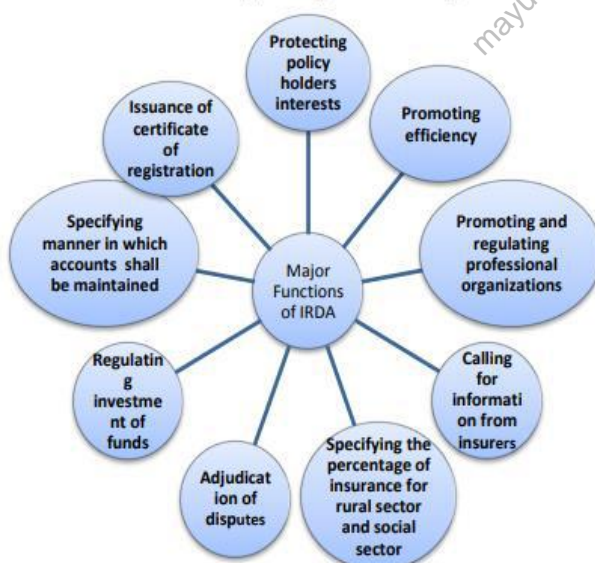 Protecting
policy
holders
interests
Promoting
efficiency
Promoting and
regulating
professional
organizations
Calling
for
informati
on from
insurers
Specifying the
percentage of
insurance for
rural sector
and social
sector
Adjudicat
ion of
disputes
Regulatin
g
investme
nt of
funds
Specifying
manner in which
accounts shall
be maintained
Issuance of
certificate
of
registration
Major
Functions
of IRDA